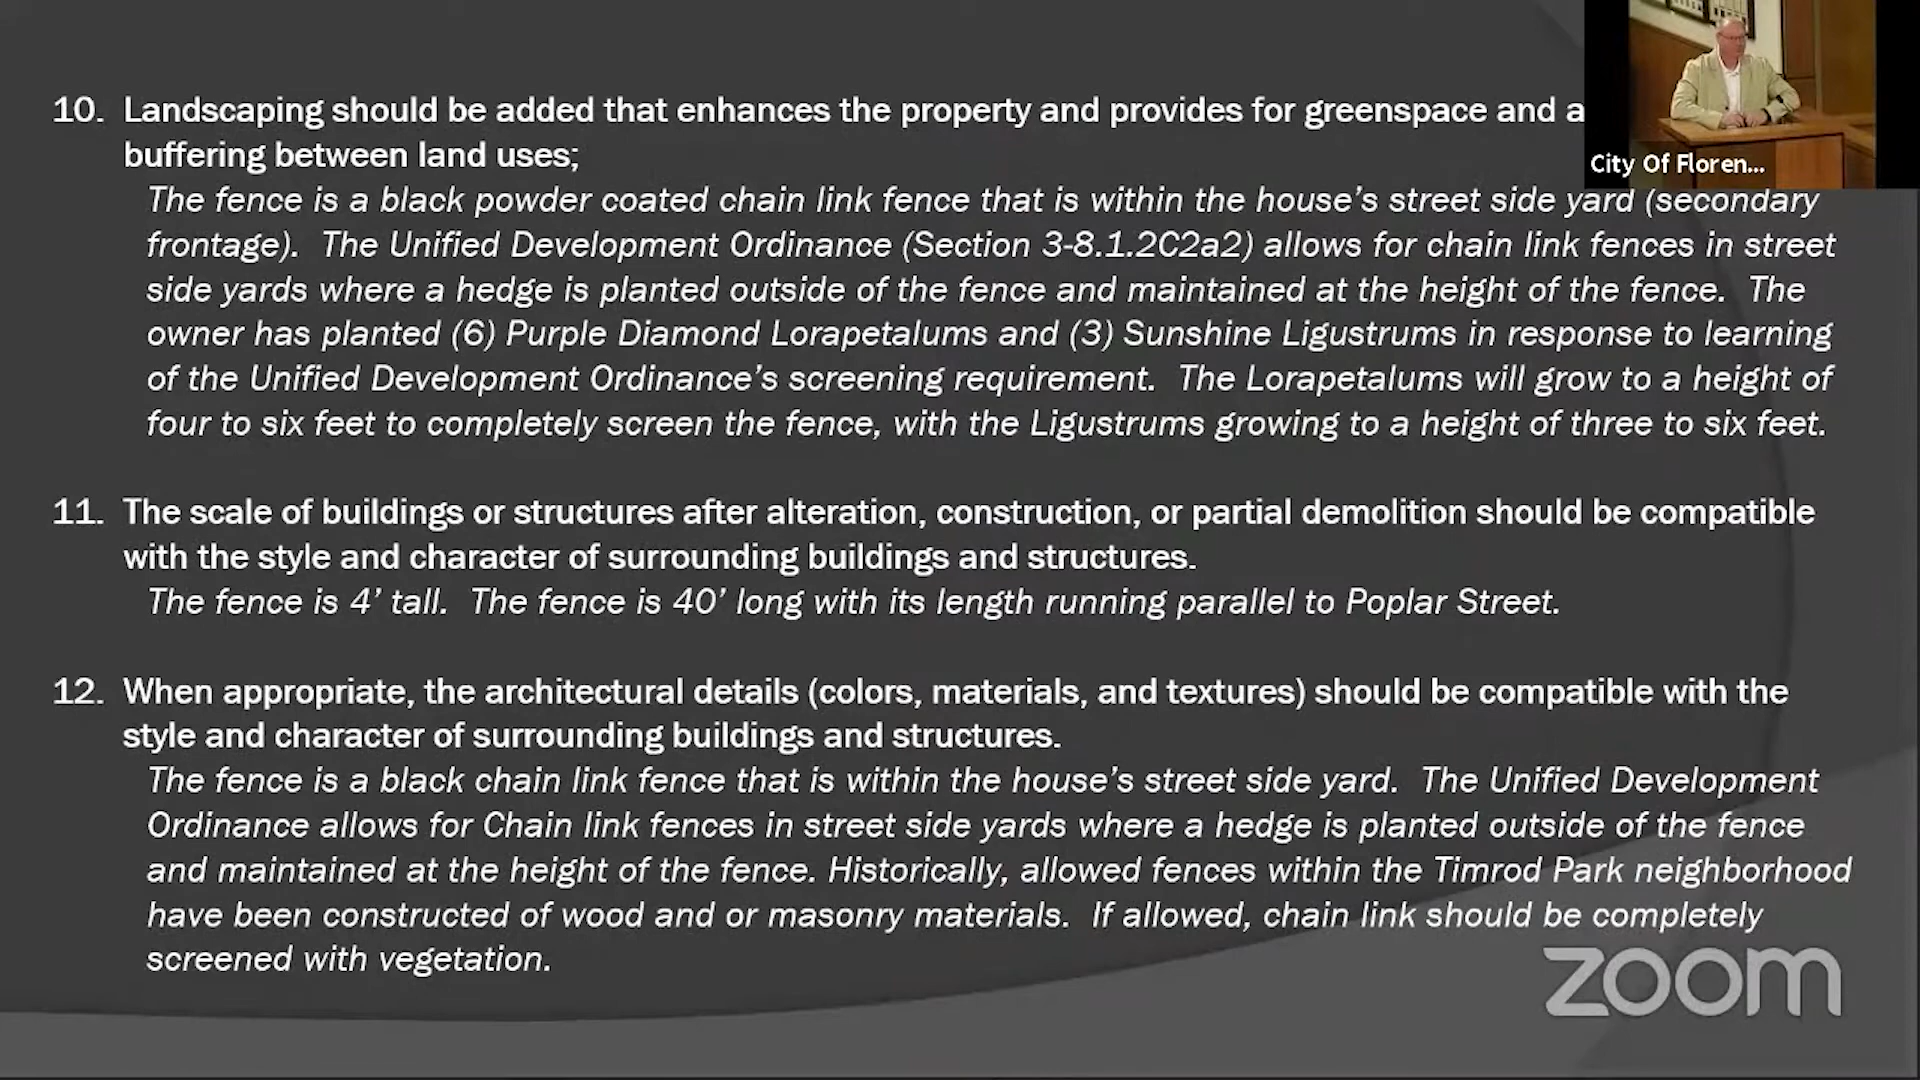 10. Landscaping should be added that enhances the property and provides for greenspace and a
buffering between land uses;
The fence is a black powder coated chain link fence that is within the house's street side yard (secondary
frontage). The Unified Development Ordinance (Section 3-8.1.2C2a2) allows for chain link fences in street
side yards where a hedge is planted outside of the fence and maintained at the height of the fence. The
owner has planted (6) Purple Diamond Lorapetalums and (3) Sunshine Ligustrums in response to learning
of the Unified Development Ordinance's screening requirement. The Lorapetalums will grow to a height of
four to six feet to completely screen the fence, with the Ligustrums growing to a height of three to six feet.
11. The scale of buildings or structures after alteration, construction, or partial demolition should be compatible
with the style and character of surrounding buildings and structures.
The fence is 4' tall. The fence is 40' long with its length running parallel to Poplar Street.
12. When appropriate, the architectural details (colors, materials, and textures) should be compatible with the
style and character of surrounding buildings and structures.
The fence is a black chain link fence that is within the house's street side yard. The Unified Development
Ordinance allows for Chain link fences in street side yards where a hedge is planted outside of the fence
and maintained at the height of the fence. Historically, allowed fences within the Timrod Park neighborhood
have been constructed of wood and or masonry materials. If allowed, chain link should be completely
screened with vegetation.
City Of Floren...
zoom